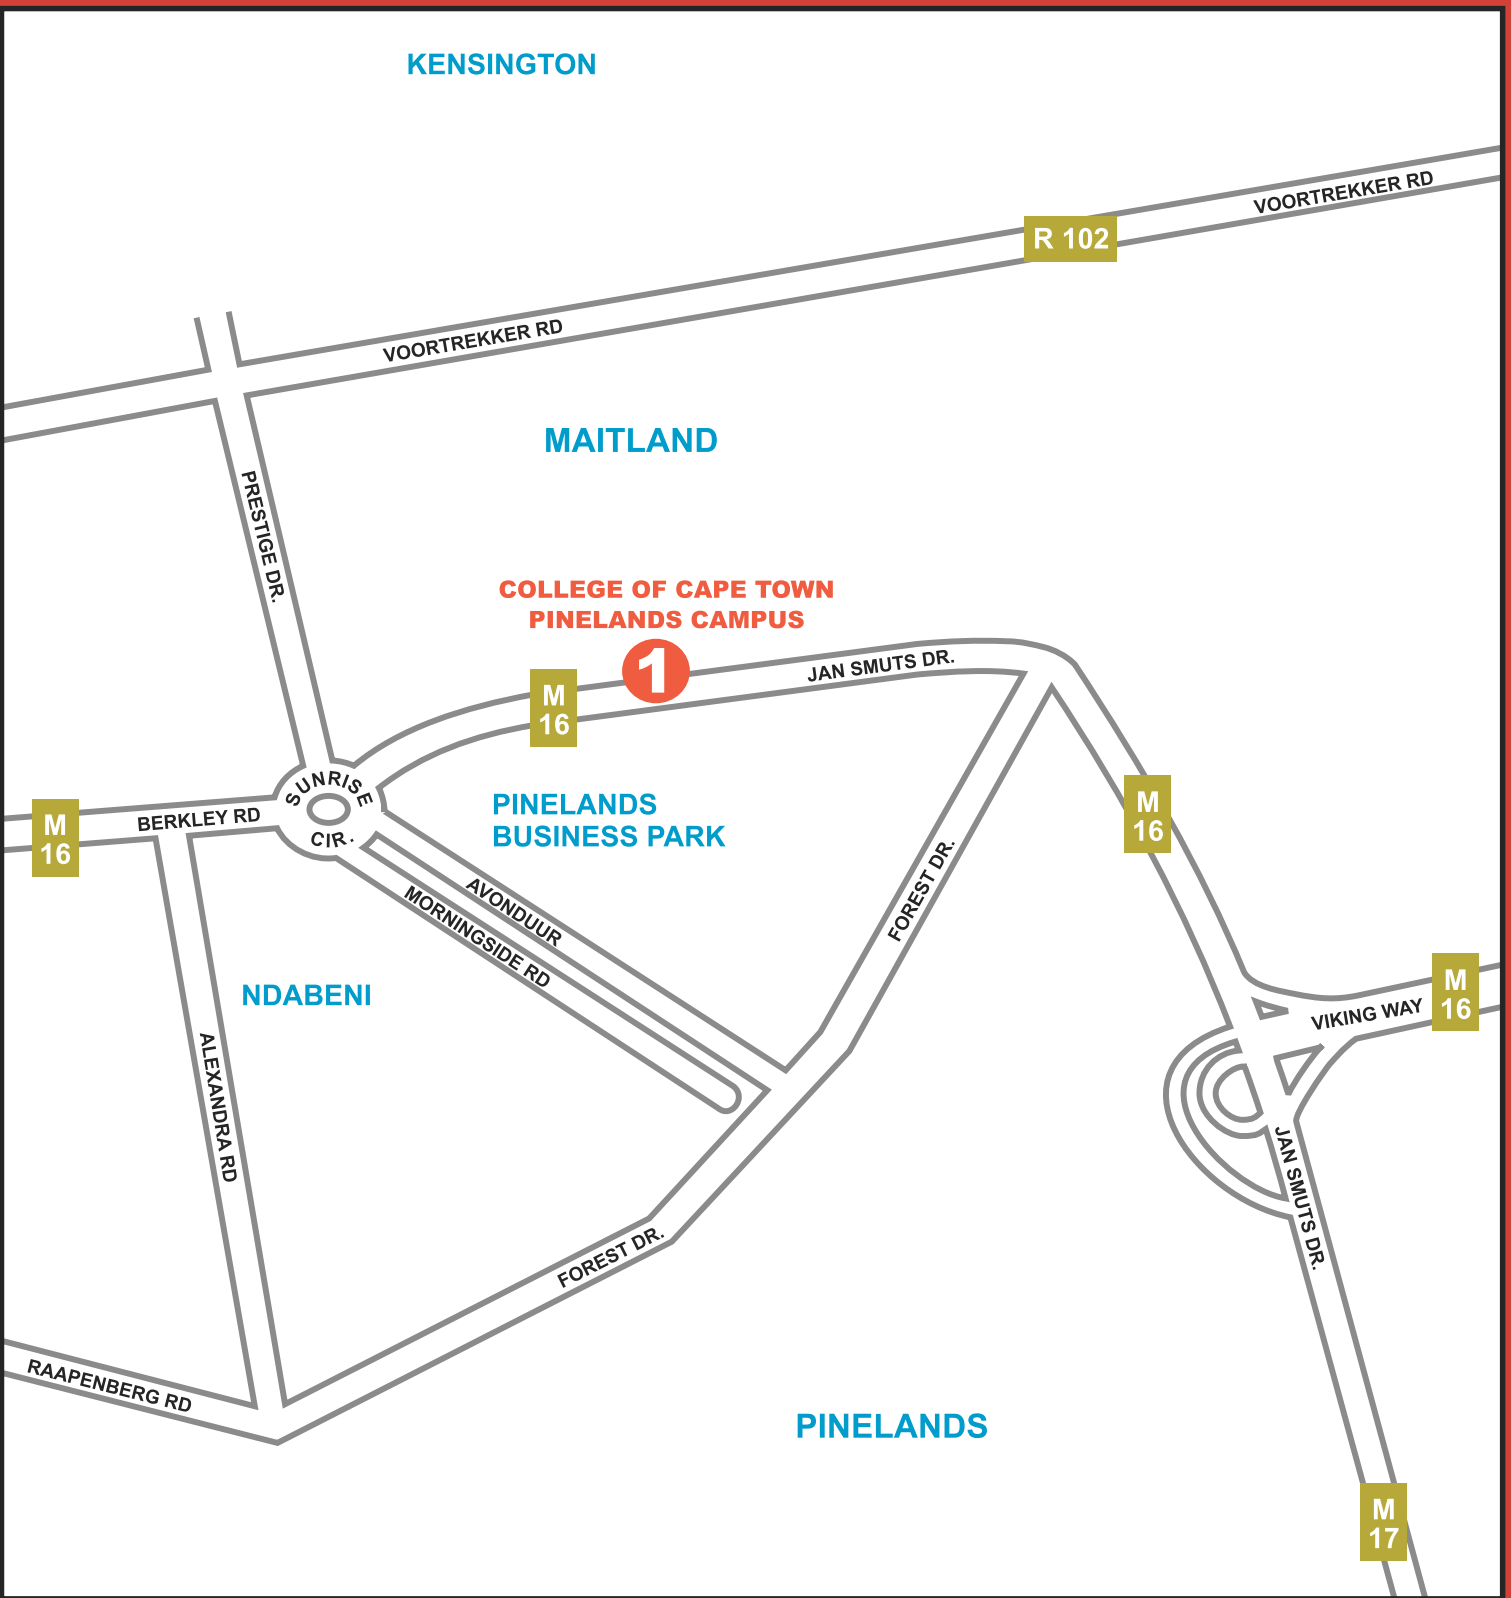 KENSINGTON
VOORTREKKER RD
R 102
VOORTREKKER RD
MAITLAND
PRESTIGE DR.
COLLEGE OF CAPE TOWN
PINELANDS CAMPUS
1
JAN SMUTS DR.
M
16
SUNRISE
CIR.
BERKLEY RD
M
16
PINELANDS
BUSINESS PARK
M
16
FOREST DR.
AVONDUUR
MORNINGSIDE RD
NDABENI
M
16
VIKING WAY
ALEXANDRA RD
JAN SMUTS DR.
FOREST DR.
RAAPENBERG RD
PINELANDS
M
17